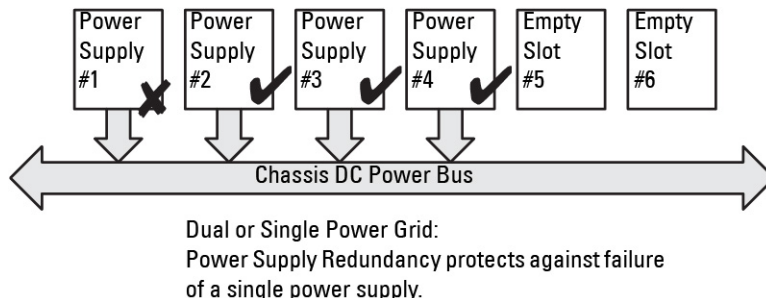 Power Supply #1
Power Supply #2
Power Supply #3
Power Supply #4
Empty Slot #5
Empty Slot #6
Chassis DC Power Bus
Dual or Single Power Grid:
Power Supply Redundancy protects against failure
of a single power supply.